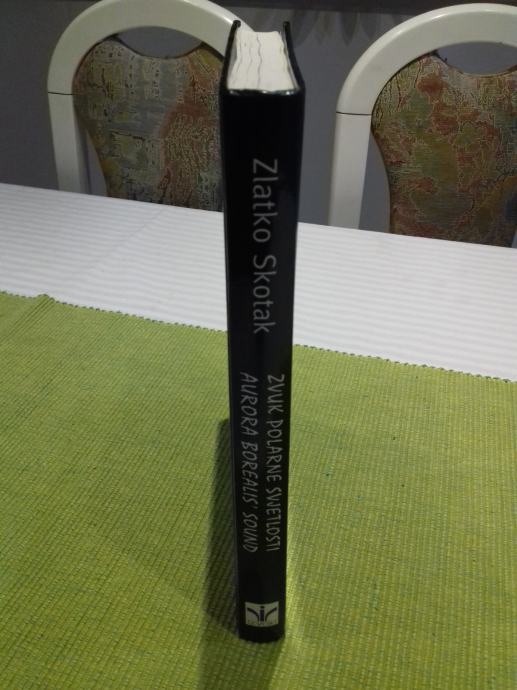 Zlatko Skotak
ZVUK POLARNE SVJETLOSTI
AURORA BOREALIS' SOUND